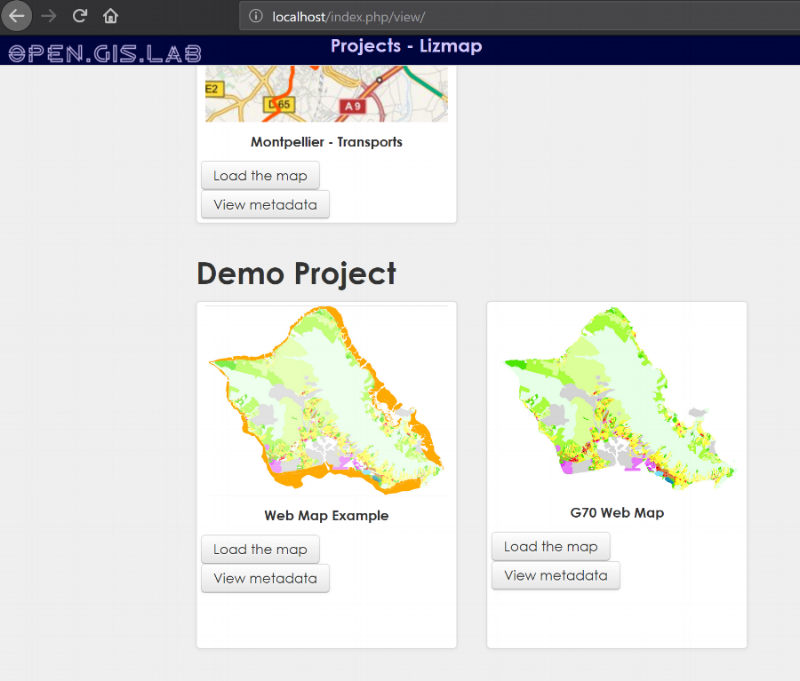 localhost/index.php/view/
OPEN.GIS.LAB
Projects - Lizmap
E2
D 65
A 9
Montpellier - Transports
Load the map
View metadata
Demo Project
Web Map Example
Load the map
View metadata
G70 Web Map
Load the map
View metadata